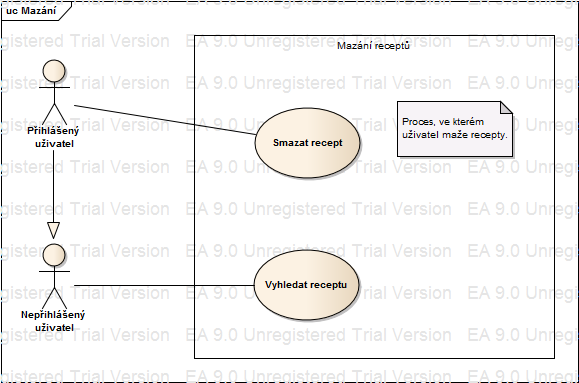 uc Mazání
EA 9.0 Unregistered Trial Version
Mazání receptů
Přihlášený
uživatel
Smazat recept
Proces, ve kterém
uživatel maže recepty.
Nepřihlášený
uživatel
Vyhledat receptu